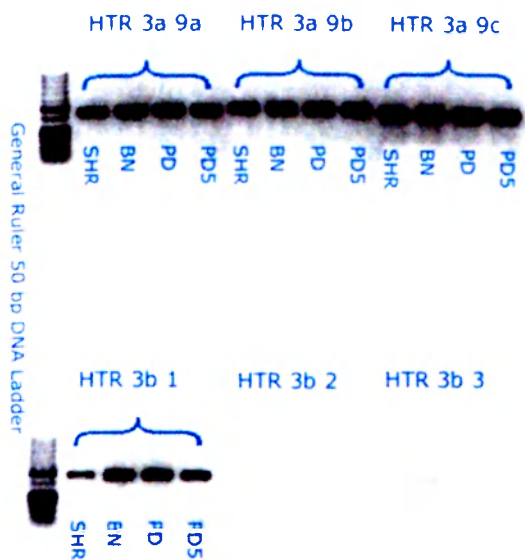 HTR 3a 9a HTR 3a 9b HTR 3a 9c
SHR BN PD PD5 SHR BN PD PD5 SHR BN PD PD5
General Ruler 50 bp DNA Ladder
HTR 3b 1 HTR 3b 2 HTR 3b 3
SHR BN PD PD5